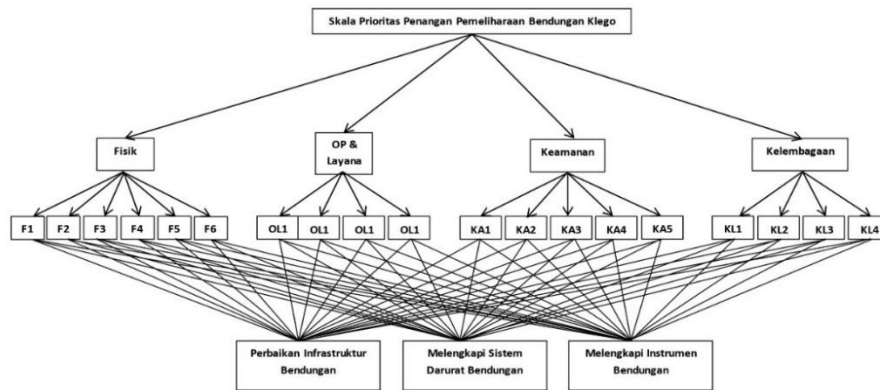 Skala Prioritas Penangan Pemeliharaan Bendungan Klego
Fisik
OP &
Layana
Keamanan
Kelembagaan
F1 F2 F3 F4 F5 F6 OL1 OL1 OL1 OL1 KA1 KA2 KA3 KA4 KA5 KL1 KL2 KL3 KL4
Perbaikan Infrastruktur
Bendungan
Melengkapi Sistem
Darurat Bendungan
Melengkapi Instrumen
Bendungan